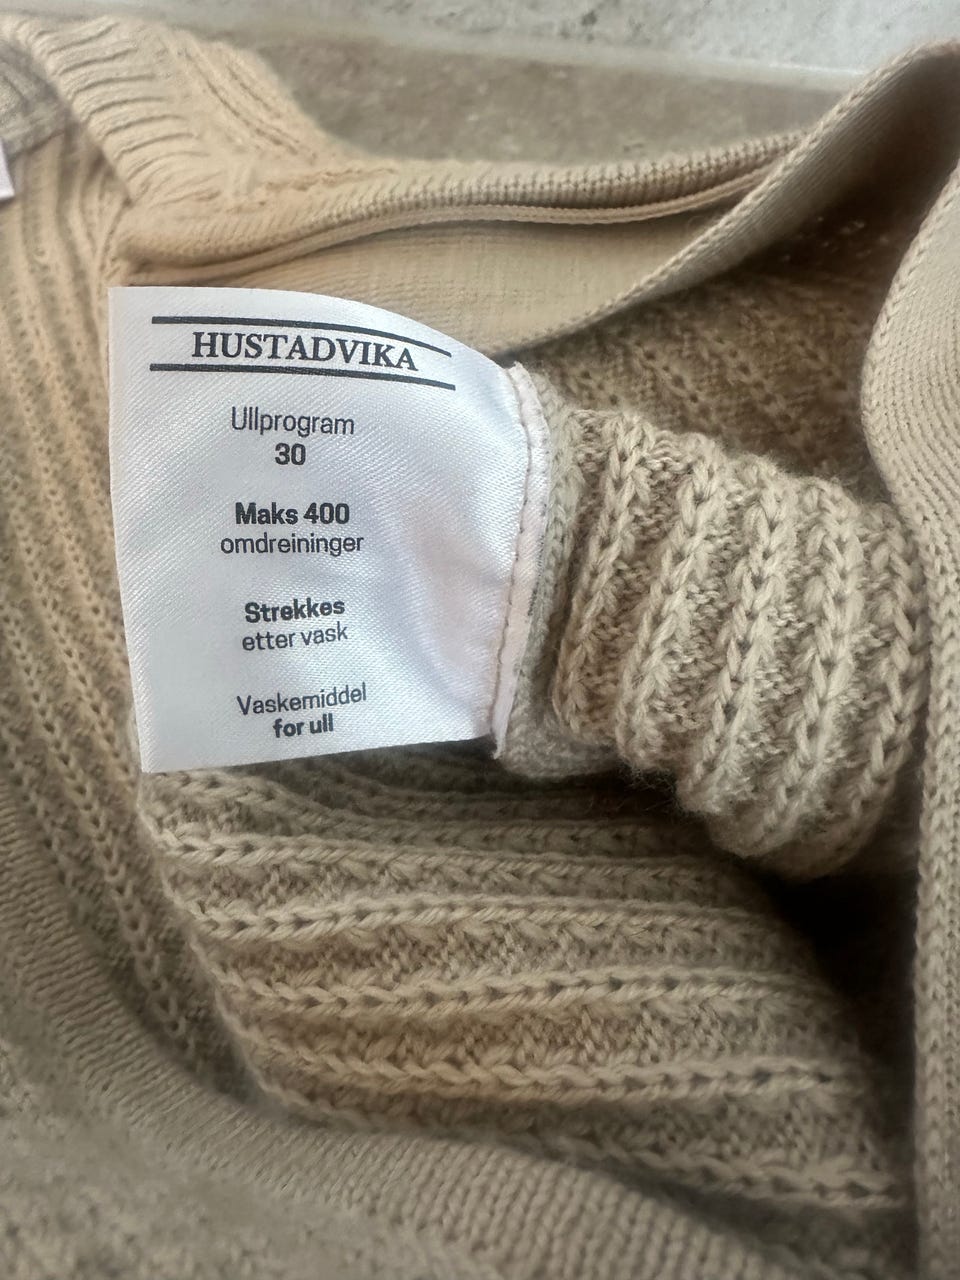 HUSTADVIKA
Ullprogram
30
Maks 400
omdreininger
Strekkes
etter vask
Vaskemiddel
for ull